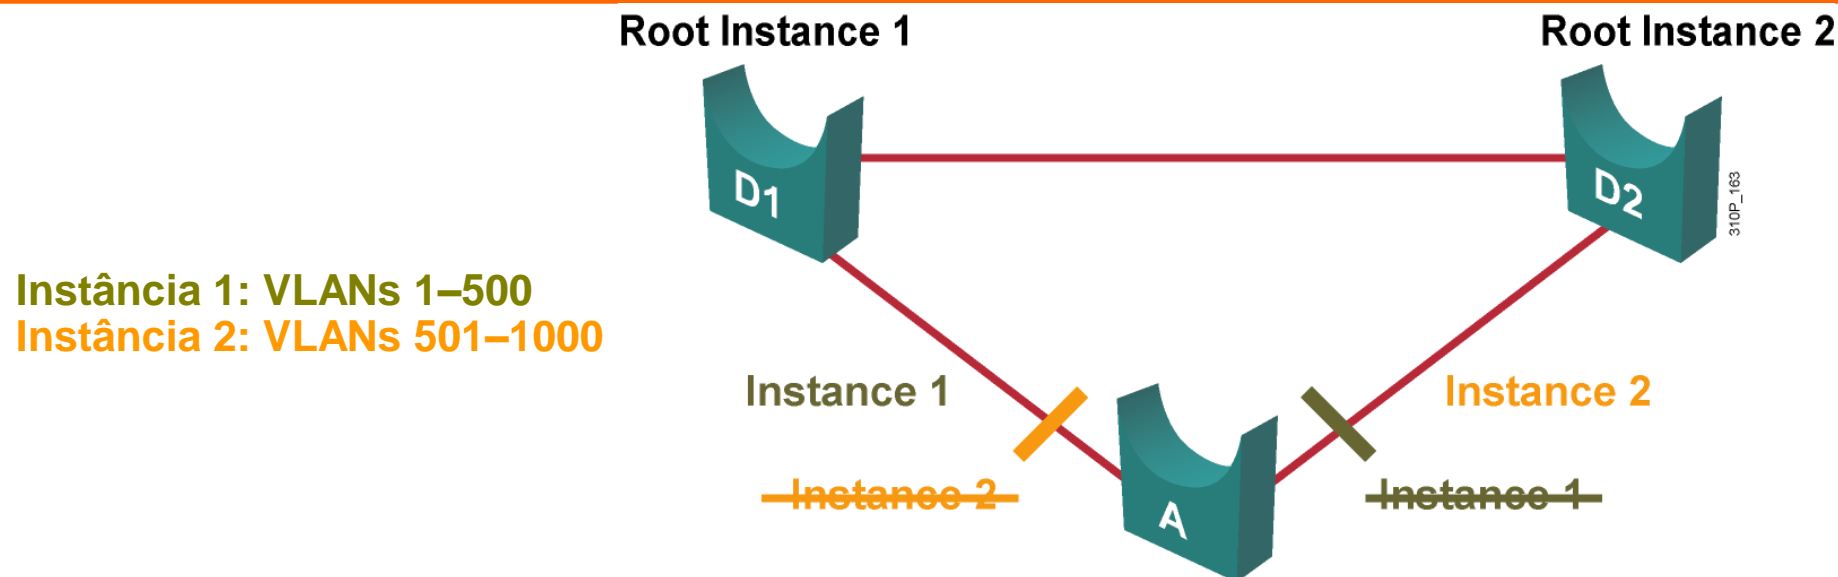 Root Instance 1
Root Instance 2
D1
D2
310P_163
Instância 1: VLANs 1–500
Instância 2: VLANs 501–1000
Instance 1
Instance 2
Instance 2
Instance 1
A